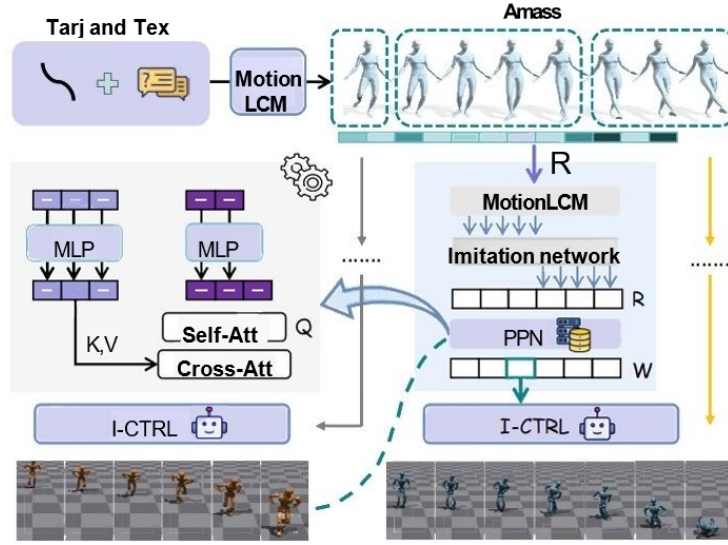 Tarj and Tex
Amass
Motion
LCM
R
MotionLCM
MLP
MLP
Imitation network
R
Self-Att
Q
PPN
K,V
Cross-Att
W
I-CTRL
I-CTRL